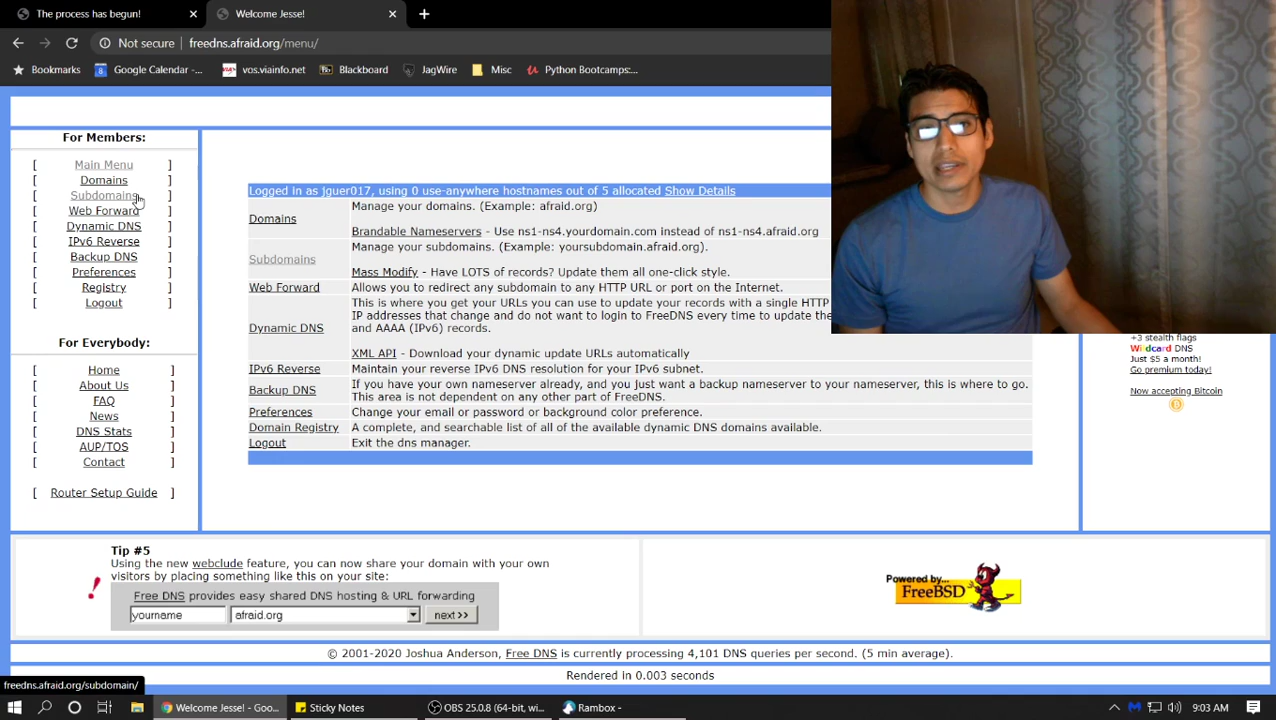 The process has begun!
Welcome Jesse!
Not secure
freedns.afraid.org/menu/
Bookmarks
Google Calendar - ...
vos.viainfo.net
Blackboard
JagWire
Misc
Python Bootcamps:...
For Members:
[ Main Menu ]
[ Domains ]
[ Subdomains ]
[ Web Forward ]
[ Dynamic DNS ]
[ IPv6 Reverse ]
[ Backup DNS ]
[ Preferences ]
[ Registry ]
[ Logout ]
For Everybody:
[ Home ]
[ About Us ]
[ FAQ ]
[ News ]
[ DNS Stats ]
[ AUP/TOS ]
[ Contact ]
[ Router Setup Guide ]
Logged in as jguer017, using 0 use-anywhere hostnames out of 5 allocated Show Details
Domains
Manage your domains. (Example: afraid.org)
Brandable Nameservers - Use ns1-ns4.yourdomain.com instead of ns1-ns4.afraid.org
Subdomains
Manage your subdomains. (Example: yoursubdomain.afraid.org).
Mass Modify - Have LOTS of records? Update them all one-click style.
Web Forward
Allows you to redirect any subdomain to any HTTP URL or port on the Internet.
Dynamic DNS
This is where you get your URLs you can use to update your records with a single HTTP
IP addresses that change and do not want to login to FreeDNS every time to update the
and AAAA (IPv6) records.
XML API - Download your dynamic update URLs automatically
IPv6 Reverse
Maintain your reverse IPv6 DNS resolution for your IPv6 subnet.
Backup DNS
If you have your own nameserver already, and you just want a backup nameserver to your nameserver, this is where to go.
This area is not dependent on any other part of FreeDNS.
Preferences
Change your email or password or background color preference.
Domain Registry
A complete, and searchable list of all of the available dynamic DNS domains available.
Logout
Exit the dns manager.
+3 stealth flags
Wildcard DNS
Just $5 a month!
Go premium today!
Now accepting Bitcoin
Tip #5
Using the new webclude feature, you can now share your domain with your own
visitors by placing something like this on your site:
Free DNS provides easy shared DNS hosting & URL forwarding
yourname
afraid.org
next>>
Powered by...
FreeBSD
© 2001-2020 Joshua Anderson, Free DNS is currently processing 4,101 DNS queries per second. (5 min average).
Rendered in 0.003 seconds
freedns.afraid.org/subdomain/
Welcome Jesse! - Goo...
Sticky Notes
OBS 25.0.8 (64-bit, wi...
Rambox -
9:03 AM